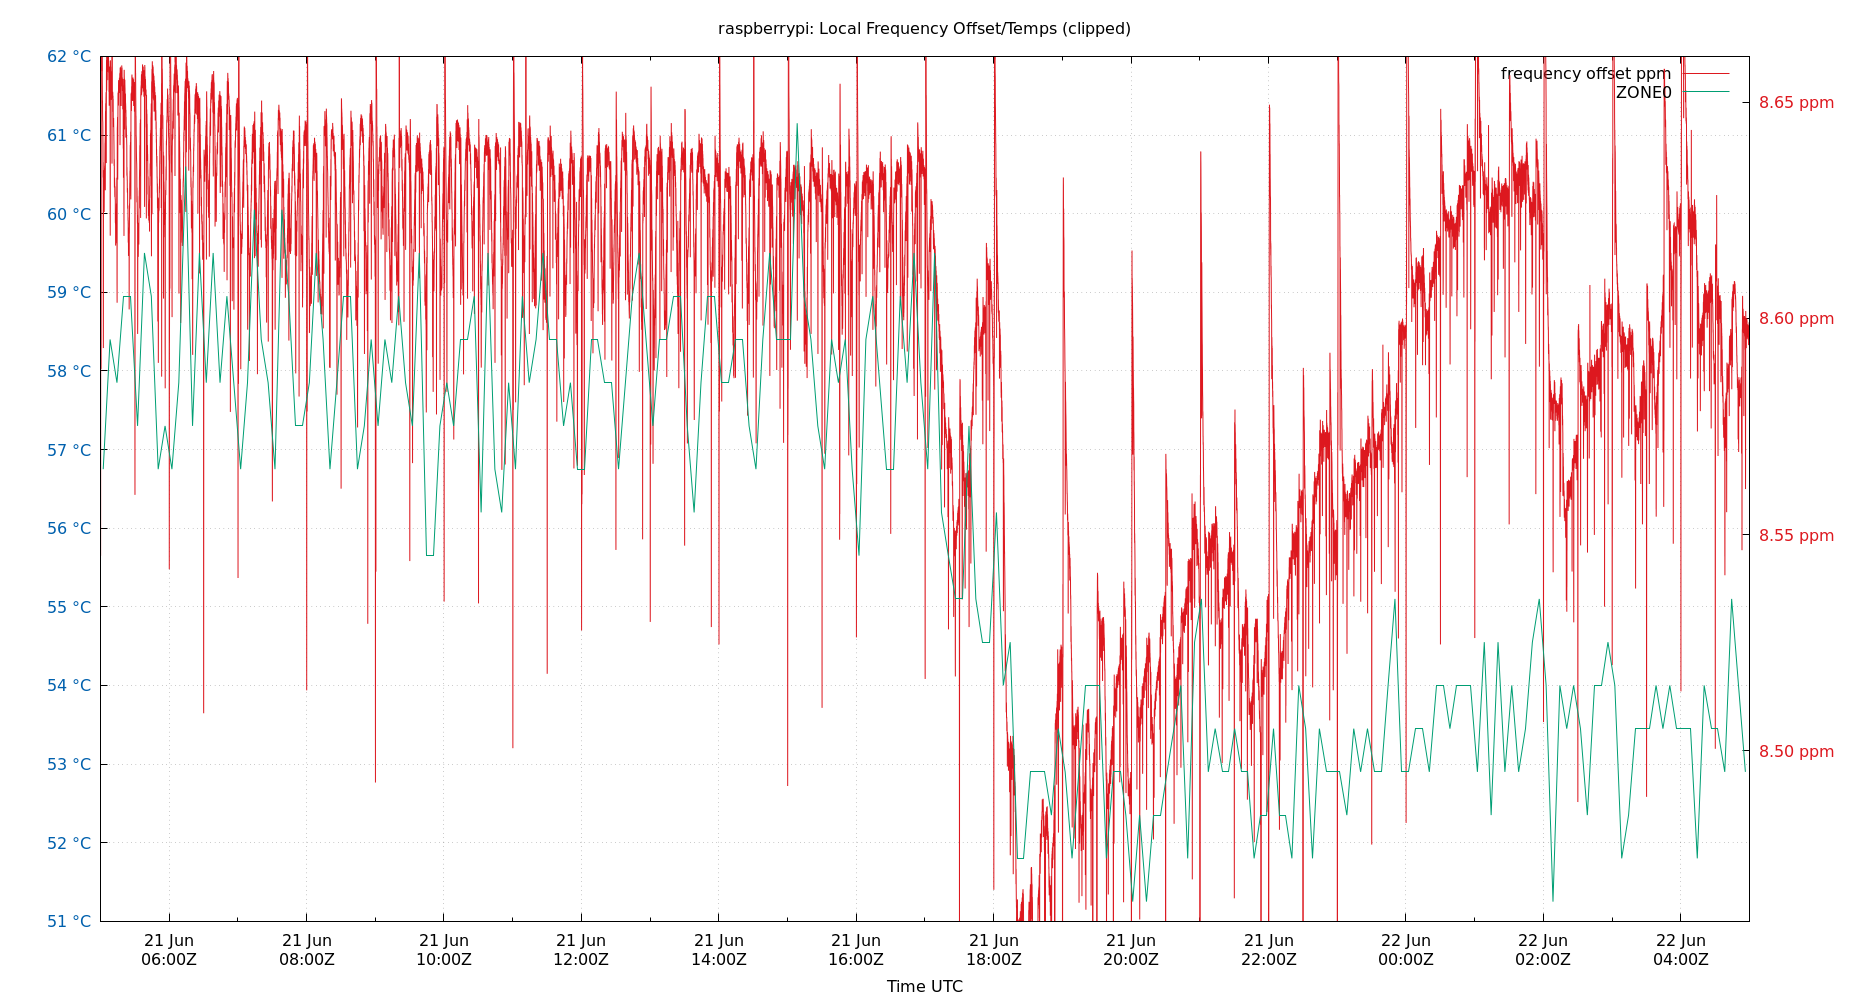 raspberrypi: Local Frequency Offset/Temps (clipped)
62 °C
61 °C
60 °C
59 °C
58 °C
57 °C
56 °C
55 °C
54 °C
53 °C
52 °C
51 °C
frequency offset ppm
ZONE0
8.65 ppm
8.60 ppm
8.55 ppm
8.50 ppm
21 Jun 21 Jun 21 Jun 21 Jun 21 Jun 21 Jun 21 Jun 21 Jun 21 Jun 22 Jun 22 Jun 22 Jun
06:00Z 08:00Z 10:00Z 12:00Z 14:00Z 16:00Z 18:00Z 20:00Z 22:00Z 00:00Z 02:00Z 04:00Z
Time UTC